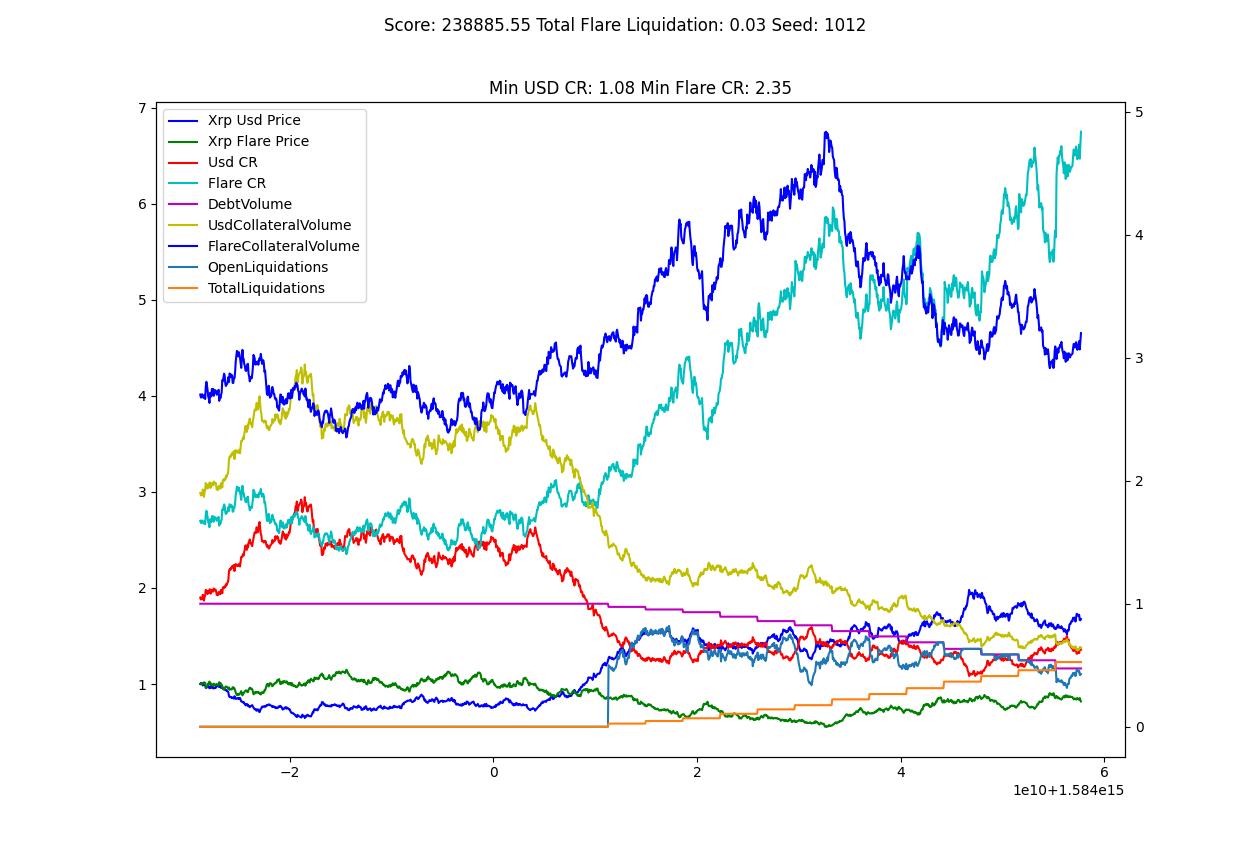 Score: 238885.55 Total Flare Liquidation: 0.03 Seed: 1012
Min USD CR: 1.08 Min Flare CR: 2.35
Xrp Usd Price
Xrp Flare Price
Usd CR
Flare CR
DebtVolume
UsdCollateralVolume
FlareCollateralVolume
OpenLiquidations
TotalLiquidations
7
6
5
4
3
2
1
5
4
3
2
1
0
−2
0
2
4
6
1e10+1.584e15